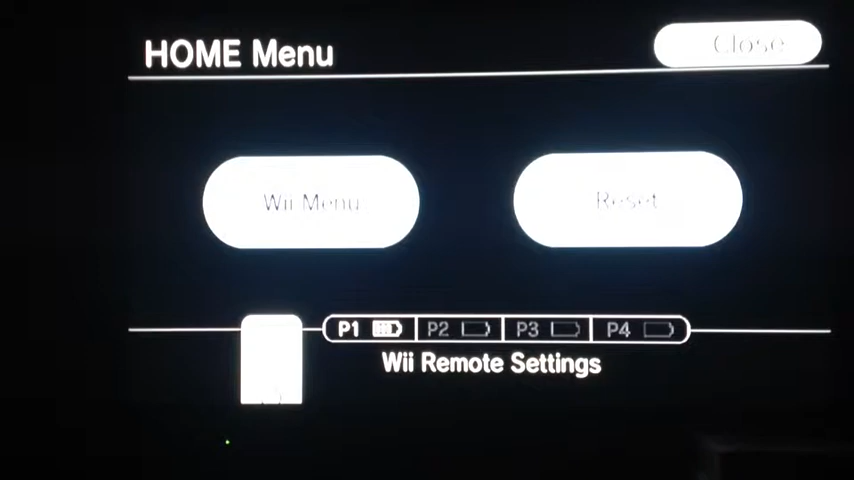 HOME Menu
Close
Wii Menu
Reset
P1 P2 P3 P4
Wii Remote Settings